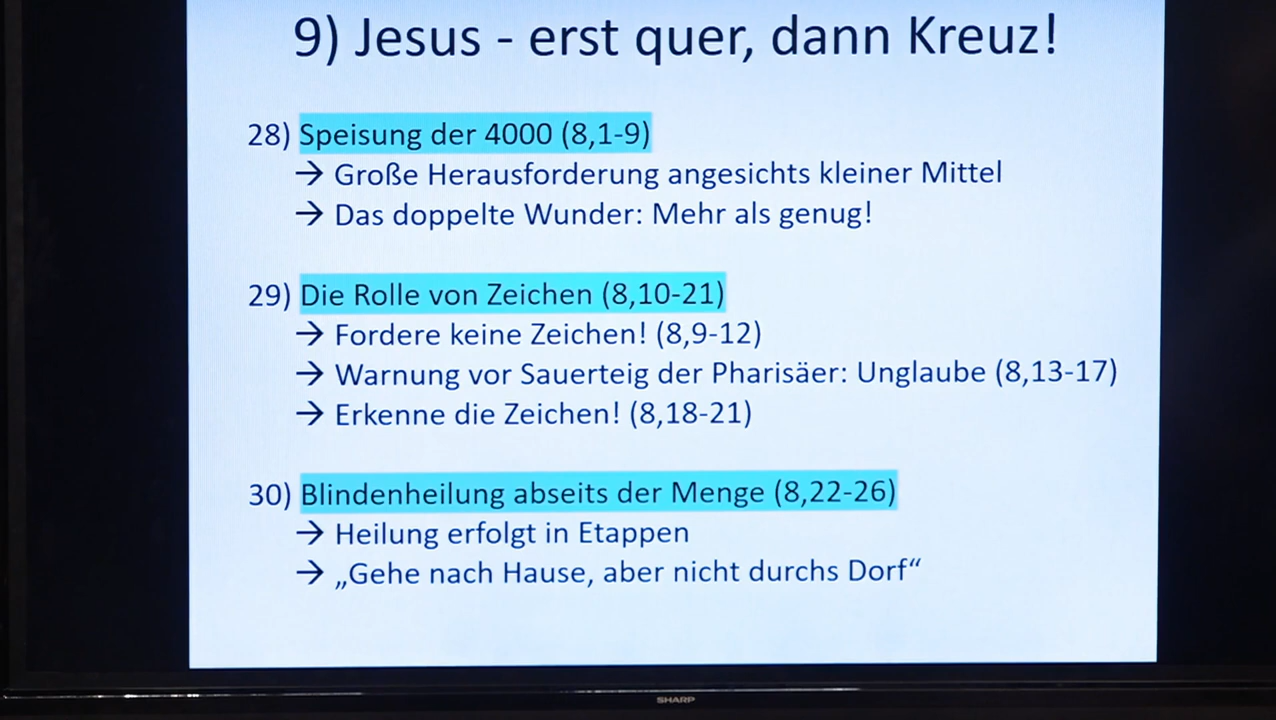 9) Jesus - erst quer, dann Kreuz!
28) Speisung der 4000 (8,1-9)
→ Große Herausforderung angesichts kleiner Mittel
→ Das doppelte Wunder: Mehr als genug!
29) Die Rolle von Zeichen (8,10-21)
→ Fordere keine Zeichen! (8,9-12)
→ Warnung vor Sauerteig der Pharisäer: Unglaube (8,13-17)
→ Erkenne die Zeichen! (8,18-21)
30) Blindenheilung abseits der Menge (8,22-26)
→ Heilung erfolgt in Etappen
→ „Gehe nach Hause, aber nicht durchs Dorf“
SHARP